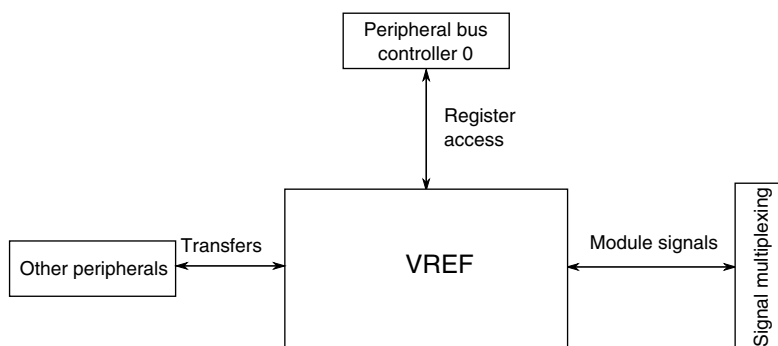 Peripheral bus
controller 0
Register
access
Transfers
Other peripherals
VREF
Module signals
Signal multiplexing